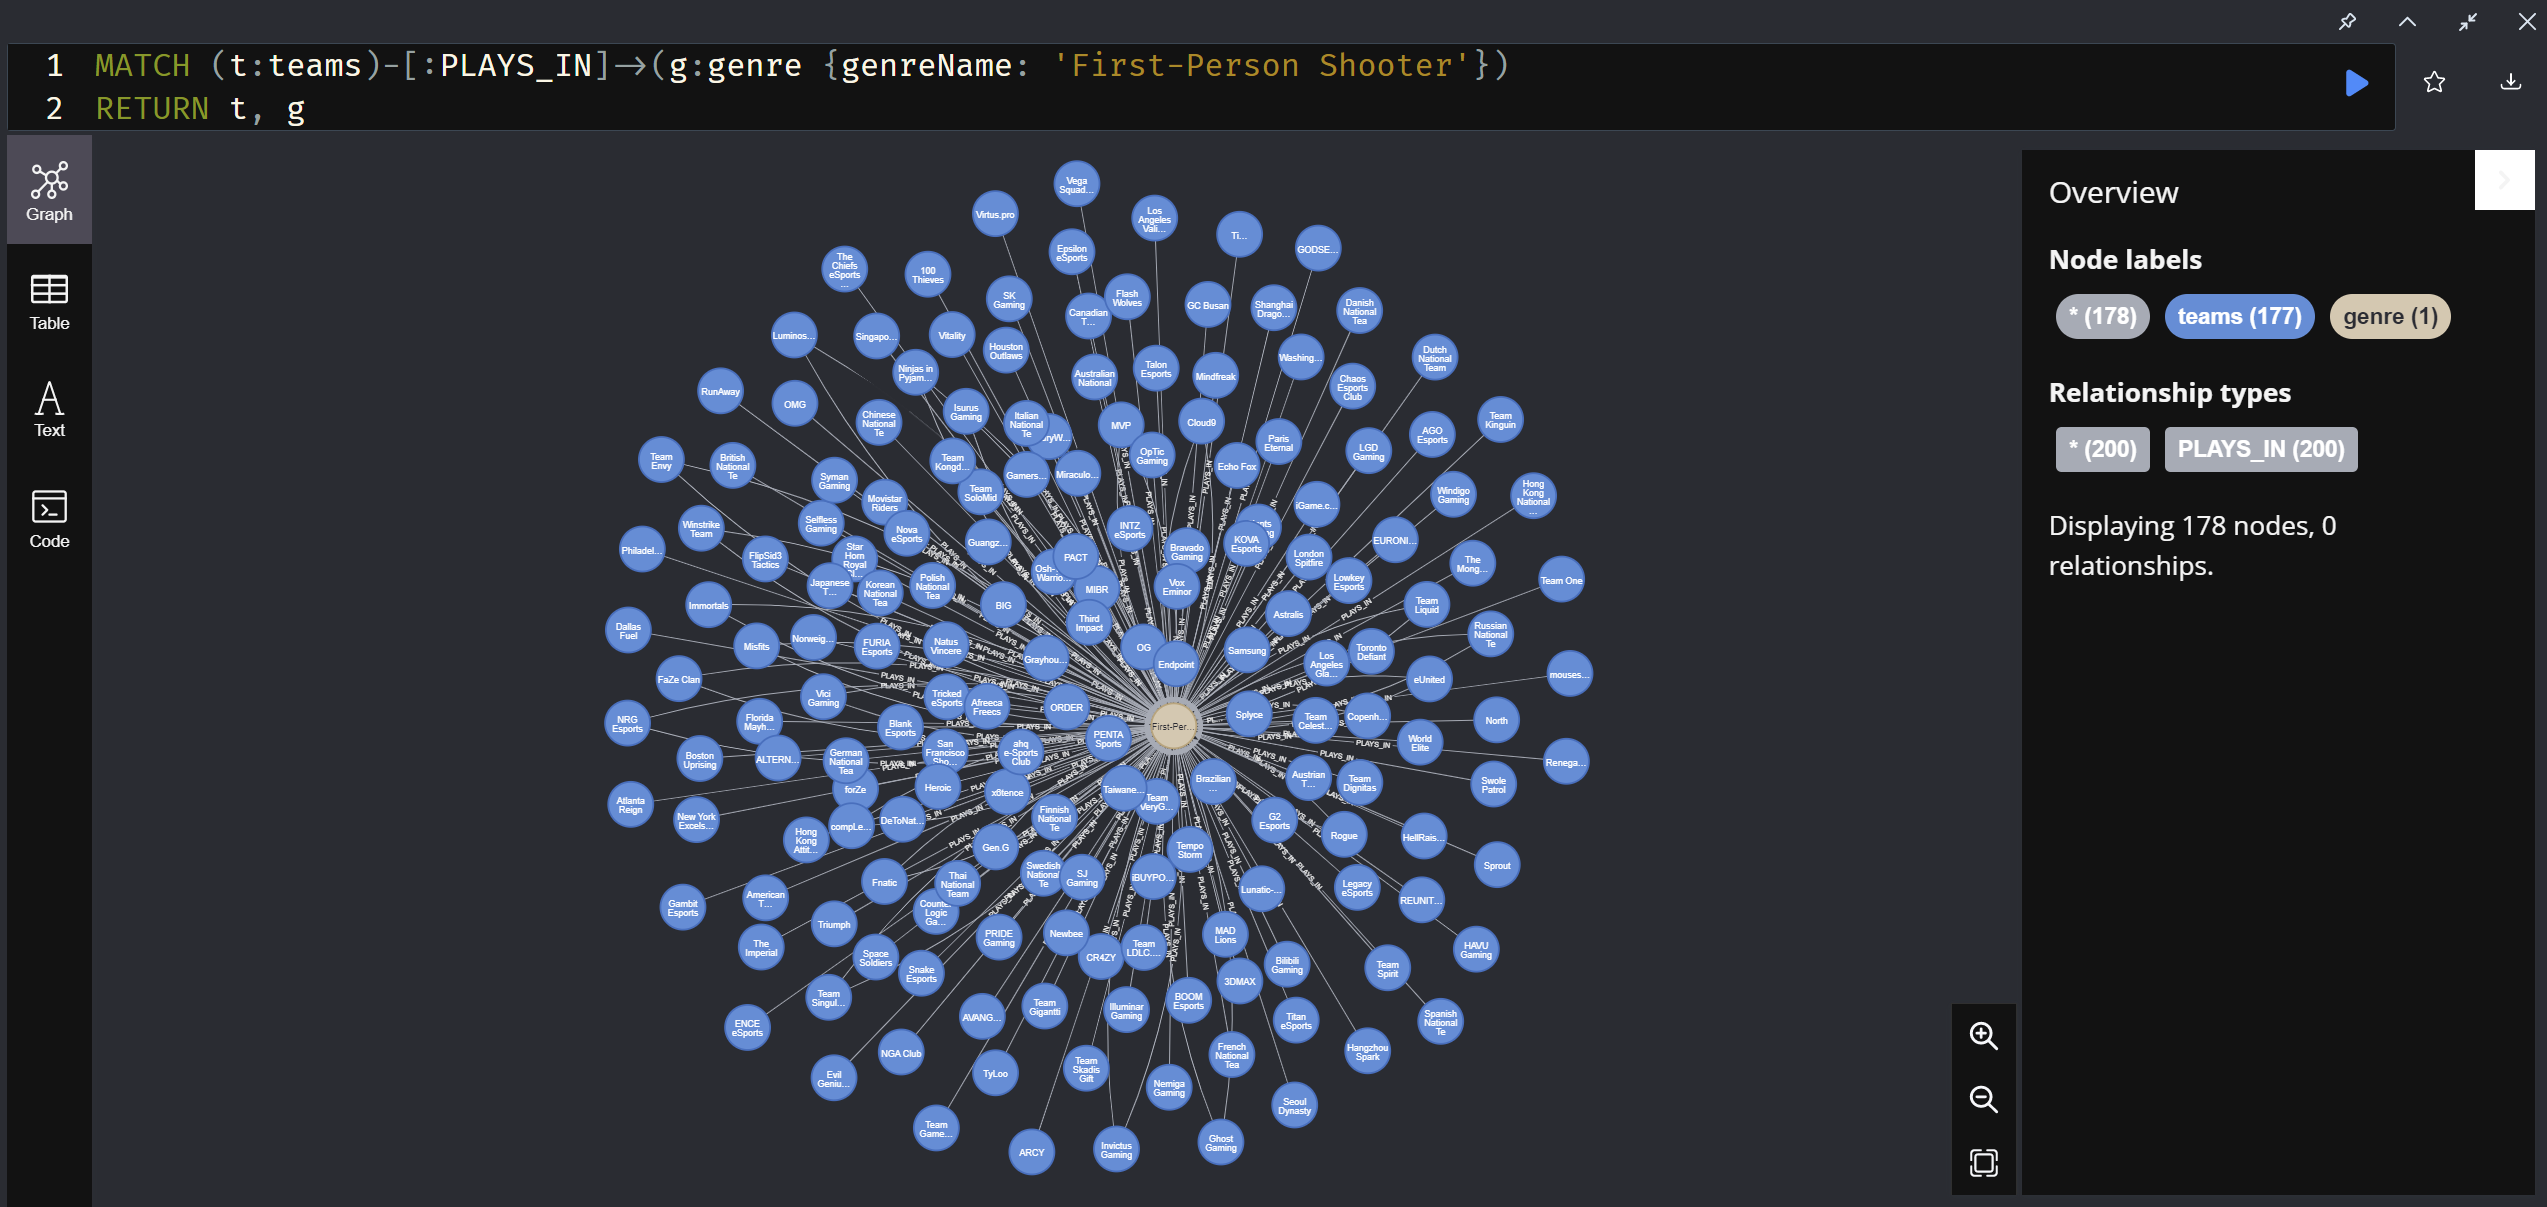 1 MATCH (t:teams)-[:PLAYS_IN]→(g:genre {genreName: 'First-Person Shooter'})
2 RETURN t, g
Graph
Table
Text
Code
Overview
Node labels
* (178) teams (177) genre (1)
Relationship types
* (200) PLAYS_IN (200)
Displaying 178 nodes, 0
relationships.
Vega
Squad...
Virtus.pro
Los
Angeles
Vali...
Ti...
GODSE...
Epsilon
eSports
The
Chiefs
eSports
...
100
Thieves
SK
Gaming
Canadian
T...
Flash
Wolves
GC Busan
Shanghai
Drago...
Danish
National
Tea
Luminos...
Singapo...
Vitality
Houston
Outlaws
Ninjas in
Pyjam...
Australian
National
Talon
Esports
Mindfreak
Washing...
Chaos
Esports
Club
Dutch
National
Team
RunAway
OMG
Chinese
National
Te
Isurus
Gaming
Italian
National
Te
MVP
Cloud9
Paris
Eternal
LGD
Gaming
AGO
Esports
Team
Kinguin
Team
Envy
British
National
Te
Syman
Gaming
Movistar
Riders
Team
Kongd...
Team
SoloMid
Gamers...
Miraculo...
OpTic
Gaming
Echo Fox
iGame.c...
Windigo
Gaming
Hong
Kong
National
...
Philadel...
Winstrike
Team
Selfless
Gaming
Nova
eSports
Guangz...
PACT
INTZ
eSports
Bravado
Gaming
KOVA
Esports
London
Spitfire
EURONI...
The
Mong...
Team One
FlipSid3
Tactics
Star
Horn
Royal
Japanese
T...
Korean
National
Tea
Polish
National
Tea
BIG
Osh-
Warrio...
MIBR
Third
Impact
Vox
Eminor
Astralis
Lowkey
Esports
Team
Liquid
Russian
National
Te
Immortals
Dallas
Fuel
Misfits
Norweig...
FURIA
Esports
Natus
Vincere
Grayhou...
OG
Endpoint
Samsung
Los
Angeles
Gla...
Toronto
Defiant
eUnited
mouses...
FaZe Clan
NRG
Esports
Florida
Mayh...
Vici
Gaming
Blank
Esports
Tricked
eSports
Afreeca
Freecs
ORDER
PENTA
Sports
First-Per...
Splyce
Team
Celest...
Copenh...
World
Elite
North
Renega...
Boston
Uprising
ALTERN...
German
National
Tea
San
Francisco
Sho...
ahq
e-Sports
Club
Atlanta
Reign
New York
Excels...
Hong
Kong
Attit...
forZe
compLe...
DeToNat...
Heroic
x6tence
Finnish
National
Te
Taiwane...
Team
VeryG...
Brazilian
...
Austrian
T...
Team
Dignitas
Swole
Patrol
G2
Esports
Rogue
HellRais...
Sprout
Gen.G
Tempo
Storm
Gambit
Esports
American
T...
Fnatic
Triumph
The
Imperial
Thai
National
Team
Swedish
National
Te
SJ
Gaming
iBUYPO...
Lunatic-...
Legacy
eSports
REUNIT...
HAVU
Gaming
Logic
Ga...
PRIDE
Gaming
Newbee
CR4ZY
Team
LDLC....
MAD
Lions
3DMAX
Bilibili
Gaming
Team
Spirit
Spanish
National
Te
Space
Soldiers
Snake
Esports
Team
Singul...
ENCE
eSports
AVANG...
Team
Gigantti
Illuminar
Gaming
BOOM
Esports
Titan
eSports
Hangzhou
Spark
NGA Club
Evil
Geniu...
TyLoo
Team
Skadis
Gift
Nemiga
Gaming
French
National
Tea
Seoul
Dynasty
Team
Game...
ARCY
Invictus
Gaming
Ghost
Gaming
PLAYS_IN